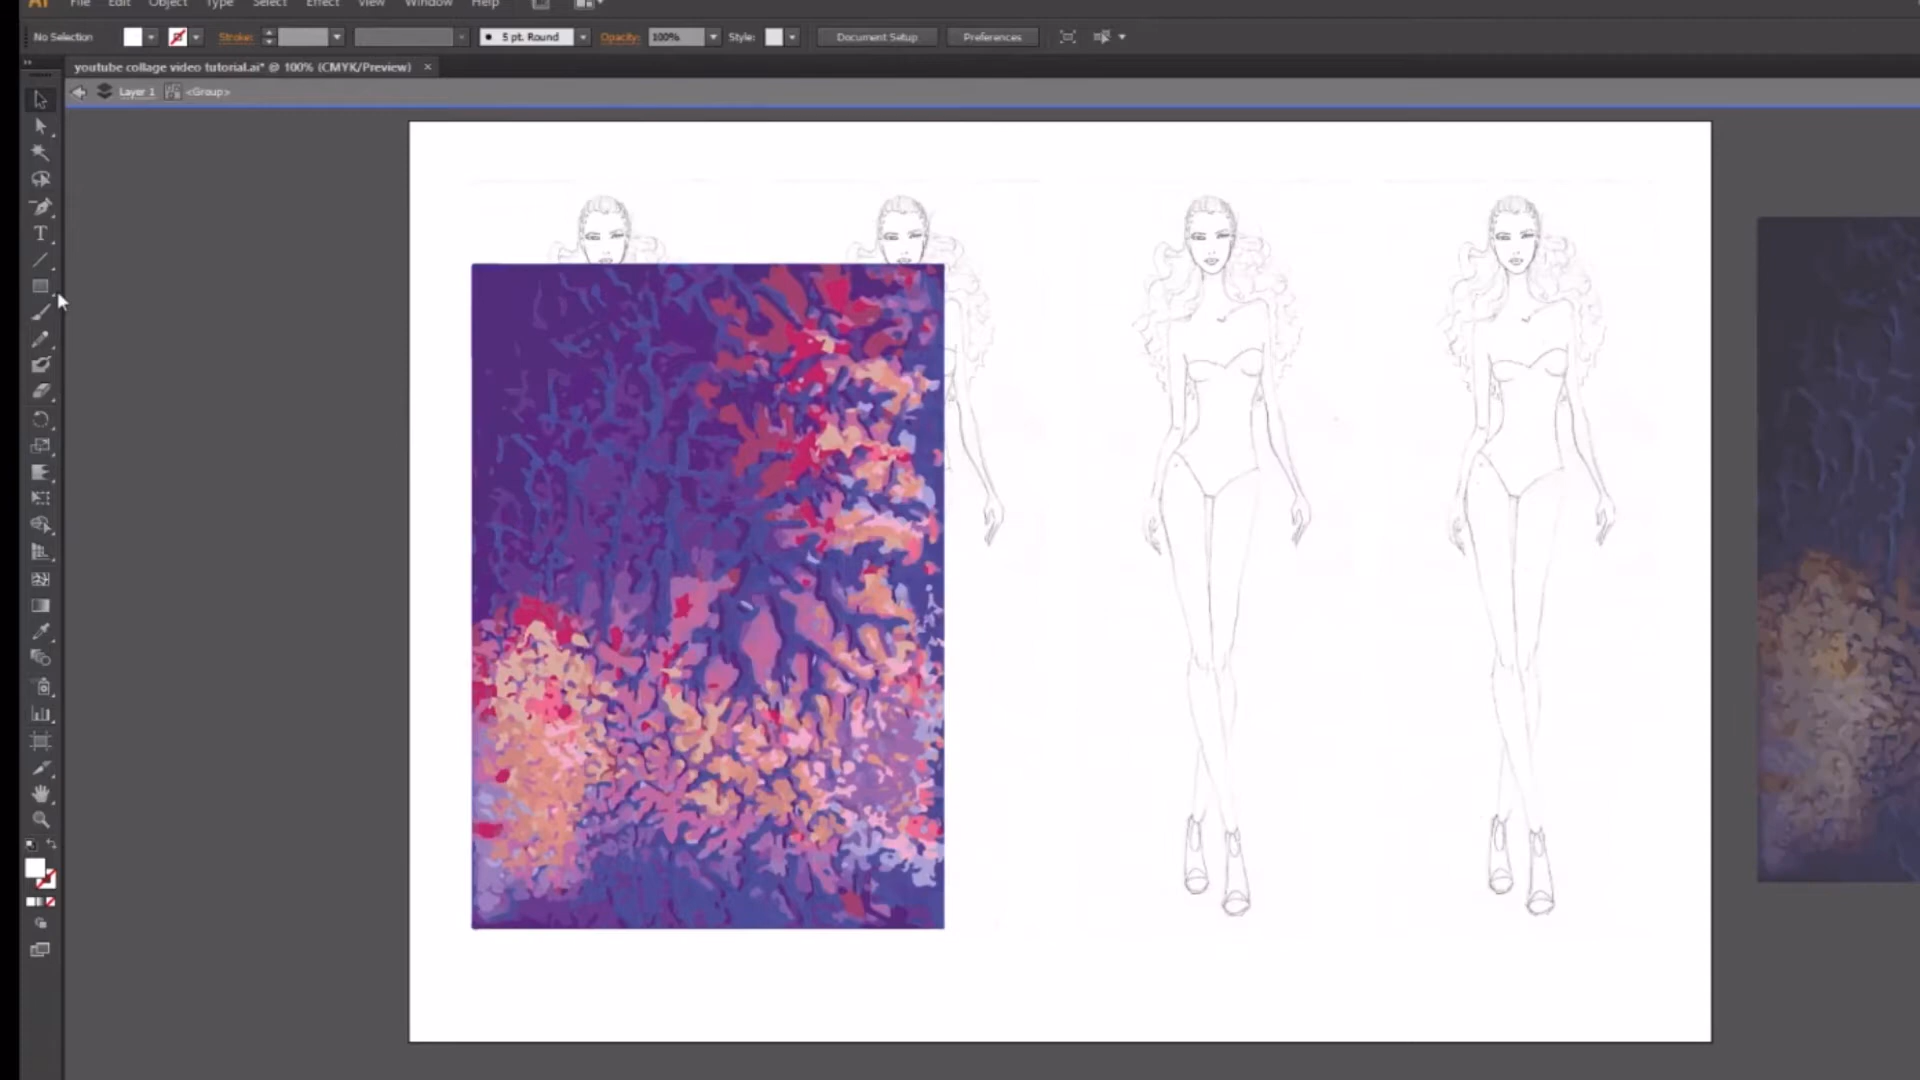 Ai File Edit Object Type Select Effect View Window Help
No Selection Stroke: 5 pt. Round Opacity: 100% Style: Document Setup Preferences
youtube collage video tutorial.ai* @ 100% (CMYK/Preview) ×
Layer 1 <Group>
T